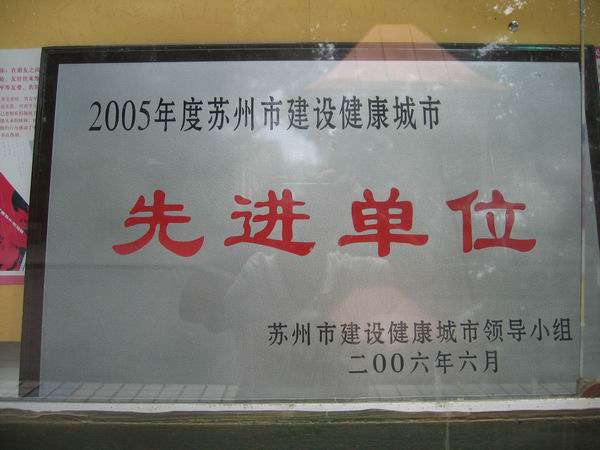 2005年度苏州市建设健康城市
先进单位
苏州市建设健康城市领导小组
二00六年六月